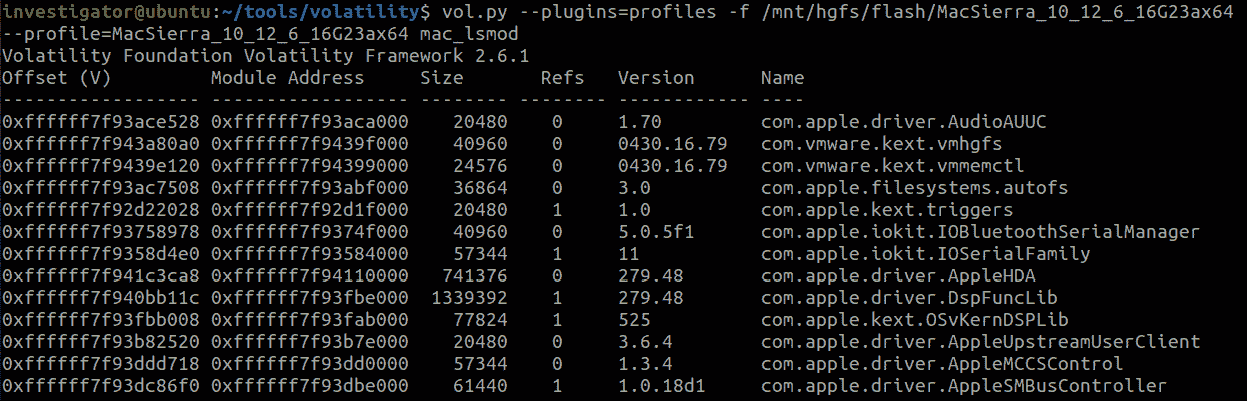 investigator@ubuntu:~/tools/volatility$ vol.py --plugins=profiles -f /mnt/hgfs/flash/MacSierra_10_12_6_16G23ax64
--profile=MacSierra_10_12_6_16G23ax64 mac_lsmod
Volatility Foundation Volatility Framework 2.6.1
Offset (V)         Module Address     Size     Refs     Version      Name
------------------ ------------------ -------- -------- ------------ ----
0xffffff7f93ace528 0xffffff7f93aca000    20480    0     1.70         com.apple.driver.AudioAUUC
0xffffff7f943a80a0 0xffffff7f9439f000    40960    0     0430.16.79   com.vmware.kext.vmhgfs
0xffffff7f9439e120 0xffffff7f94399000    24576    0     0430.16.79   com.vmware.kext.vmmemctl
0xffffff7f93ac7508 0xffffff7f93abf000    36864    0     3.0          com.apple.filesystems.autofs
0xffffff7f92d22028 0xffffff7f92d1f000    20480    1     1.0          com.apple.kext.triggers
0xffffff7f93758978 0xffffff7f9374f000    40960    0     5.0.5f1      com.apple.iokit.IOBluetoothSerialManager
0xffffff7f9358d4e0 0xffffff7f93584000    57344    1     11           com.apple.iokit.IOSerialFamily
0xffffff7f941c3ca8 0xffffff7f94110000   741376    0     279.48       com.apple.driver.AppleHDA
0xffffff7f940bb11c 0xffffff7f93fbe000  1339392    1     279.48       com.apple.driver.DspFuncLib
0xffffff7f93fbb008 0xffffff7f93fab000    77824    1     525          com.apple.kext.OSvKernDSPLib
0xffffff7f93b82520 0xffffff7f93b7e000    20480    0     3.6.4        com.apple.driver.AppleUpstreamUserClient
0xffffff7f93ddd718 0xffffff7f93dd0000    57344    0     1.3.4        com.apple.driver.AppleMCCSControl
0xffffff7f93dc86f0 0xffffff7f93dbe000    61440    1     1.0.18d1     com.apple.driver.AppleSMBusController